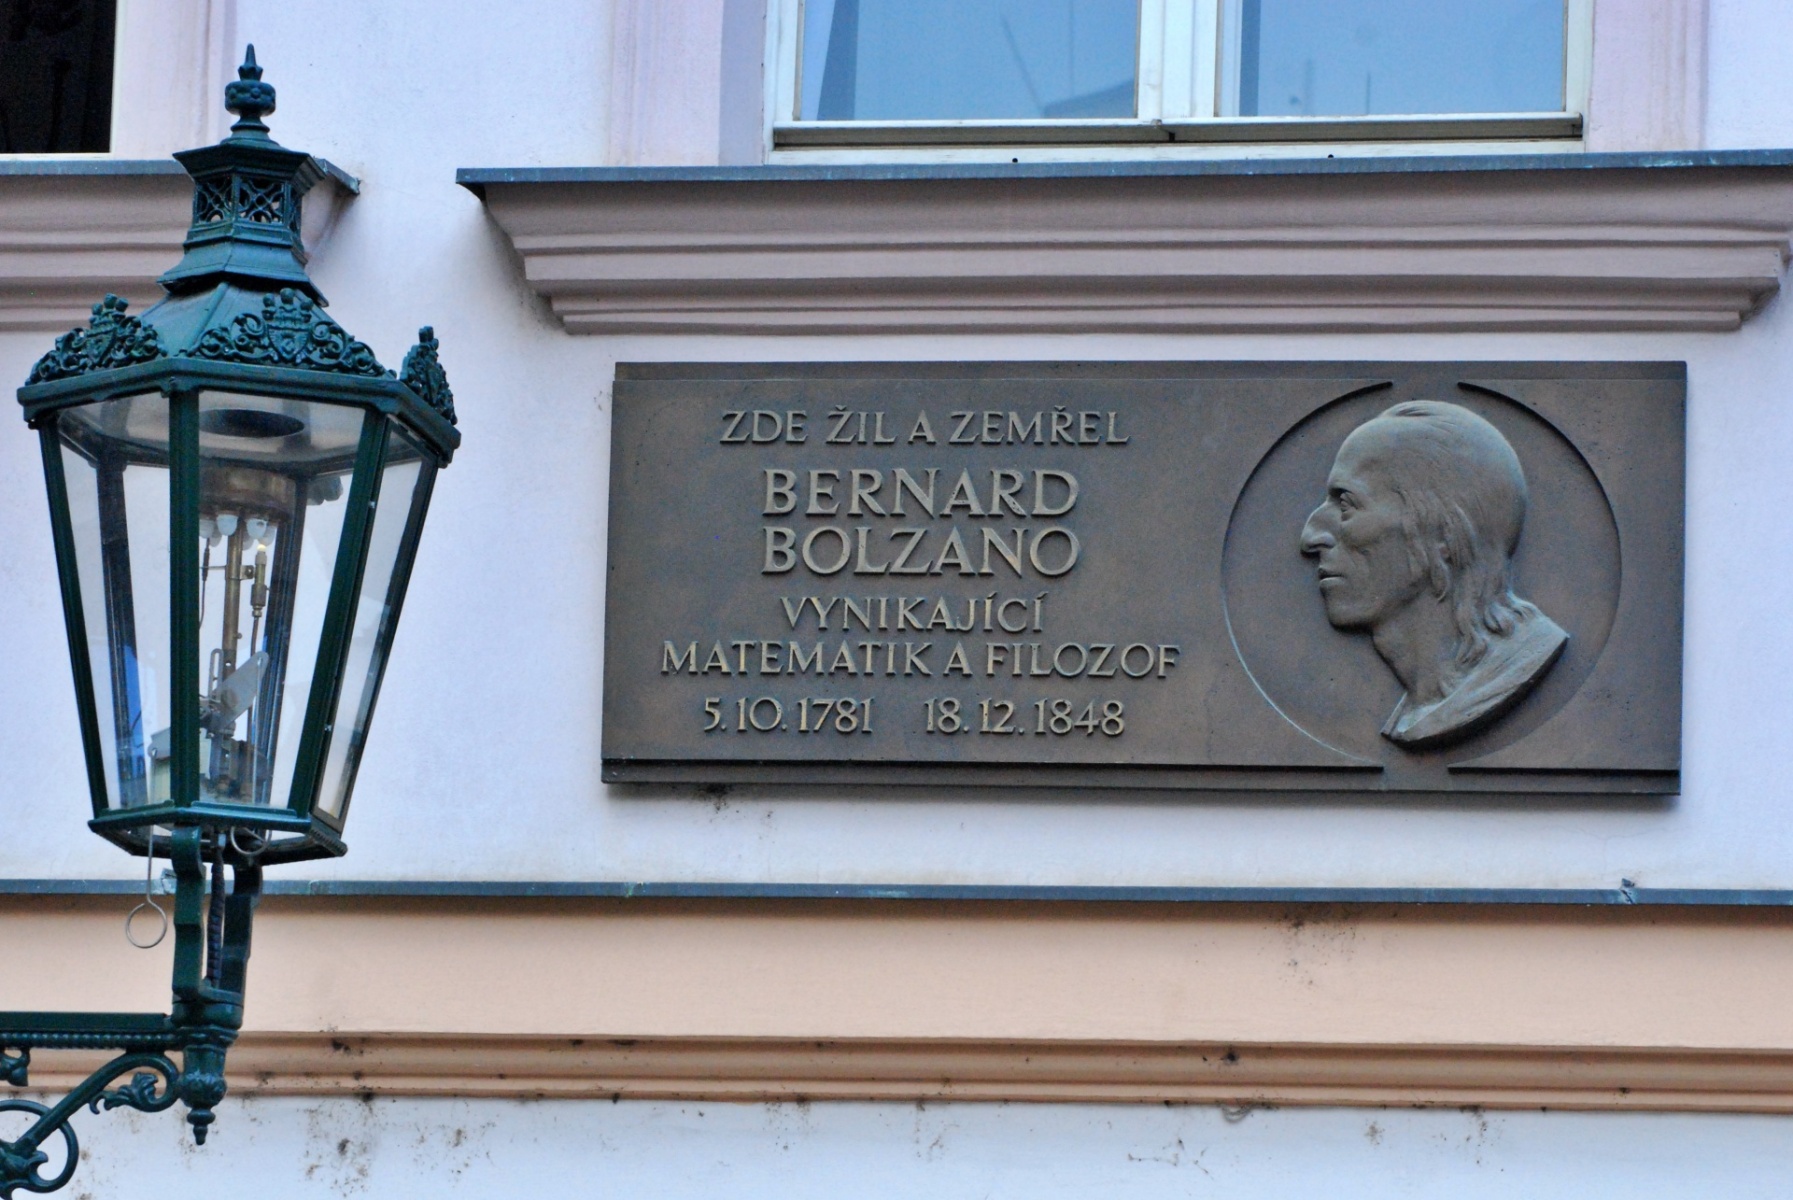 ZDE ŽIL A ZEMŘEL
BERNARD
BOLZANO
VYNIKAJÍCÍ
MATEMATIK A FILOZOF
5.10.1781 18.12.1848